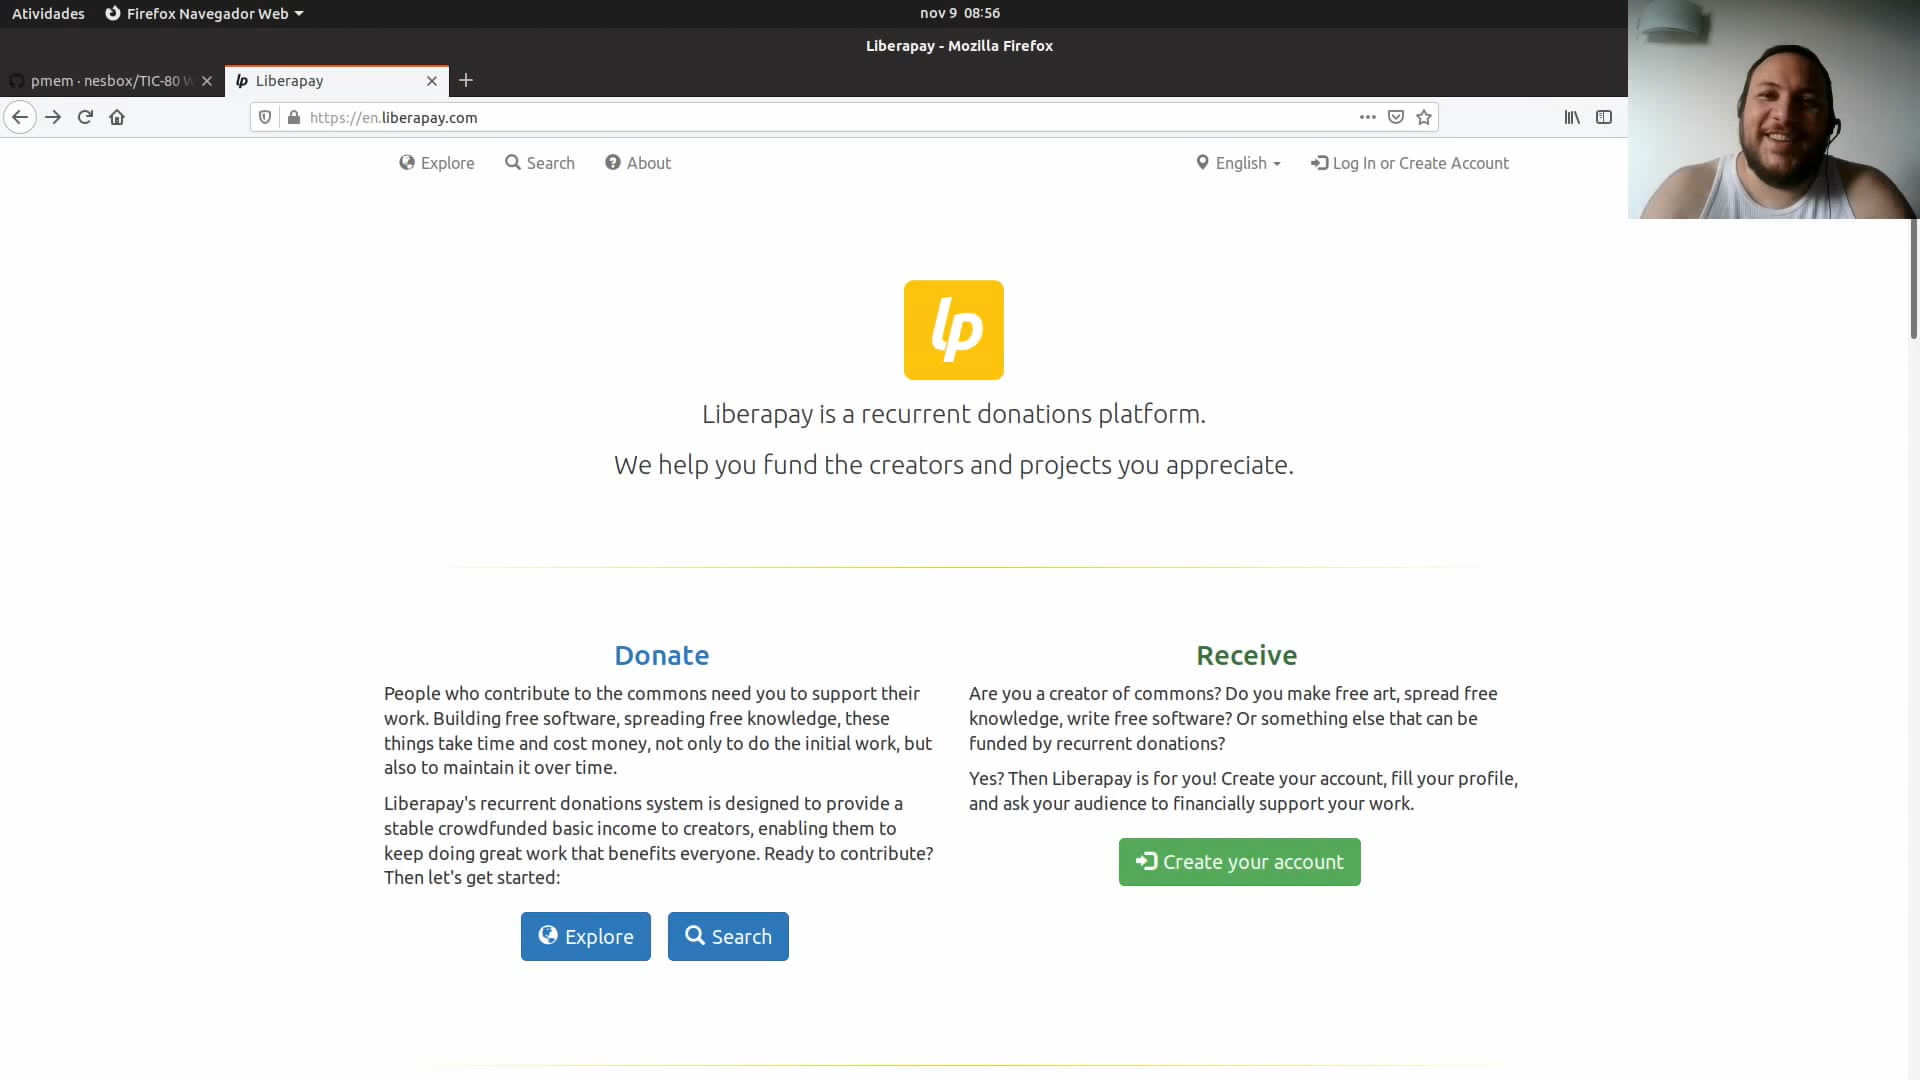 Atividades
Firefox Navegador Web
nov 9 08:56
Liberapay - Mozilla Firefox
pmem · nesbox/TIC-80 W
lp Liberapay
https://en.liberapay.com
Explore
Search
About
English
Log In or Create Account
lp
Liberapay is a recurrent donations platform.
We help you fund the creators and projects you appreciate.
Donate
People who contribute to the commons need you to support their
work. Building free software, spreading free knowledge, these
things take time and cost money, not only to do the initial work, but
also to maintain it over time.
Liberapay's recurrent donations system is designed to provide a
stable crowdfunded basic income to creators, enabling them to
keep doing great work that benefits everyone. Ready to contribute?
Then let's get started:
Explore
Search
Receive
Are you a creator of commons? Do you make free art, spread free
knowledge, write free software? Or something else that can be
funded by recurrent donations?
Yes? Then Liberapay is for you! Create your account, fill your profile,
and ask your audience to financially support your work.
Create your account